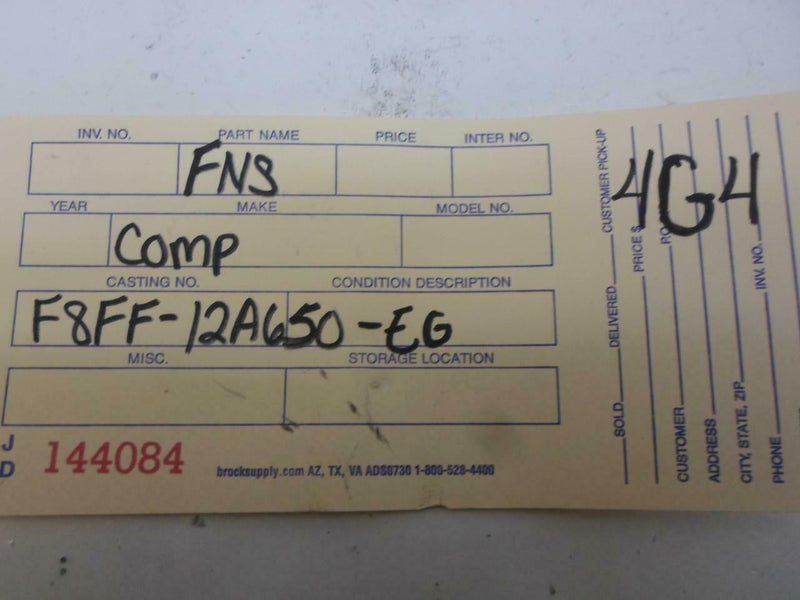 INV. NO. PART NAME PRICE INTER NO.
FNS
YEAR MAKE MODEL NO.
Comp
CASTING NO. CONDITION DESCRIPTION
F8FF-12A650-EG
MISC. STORAGE LOCATION
J
D 144084 brocksupply.com AZ, TX, VA ADS0730 1-800-528-4400
4G4
SOLD DELIVERED CUSTOMER PICK-UP
PRICE $
CUSTOMER
ADDRESS
CITY, STATE, ZIP
PHONE INV. NO.